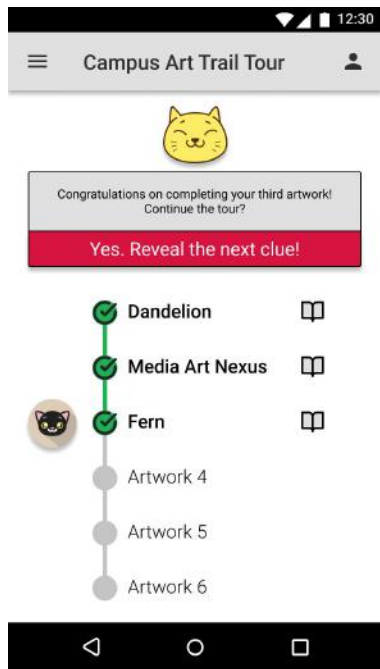 12:30
Campus Art Trail Tour
Congratulations on completing your third artwork!
Continue the tour?
Yes. Reveal the next clue!
Dandelion
Media Art Nexus
Fern
Artwork 4
Artwork 5
Artwork 6